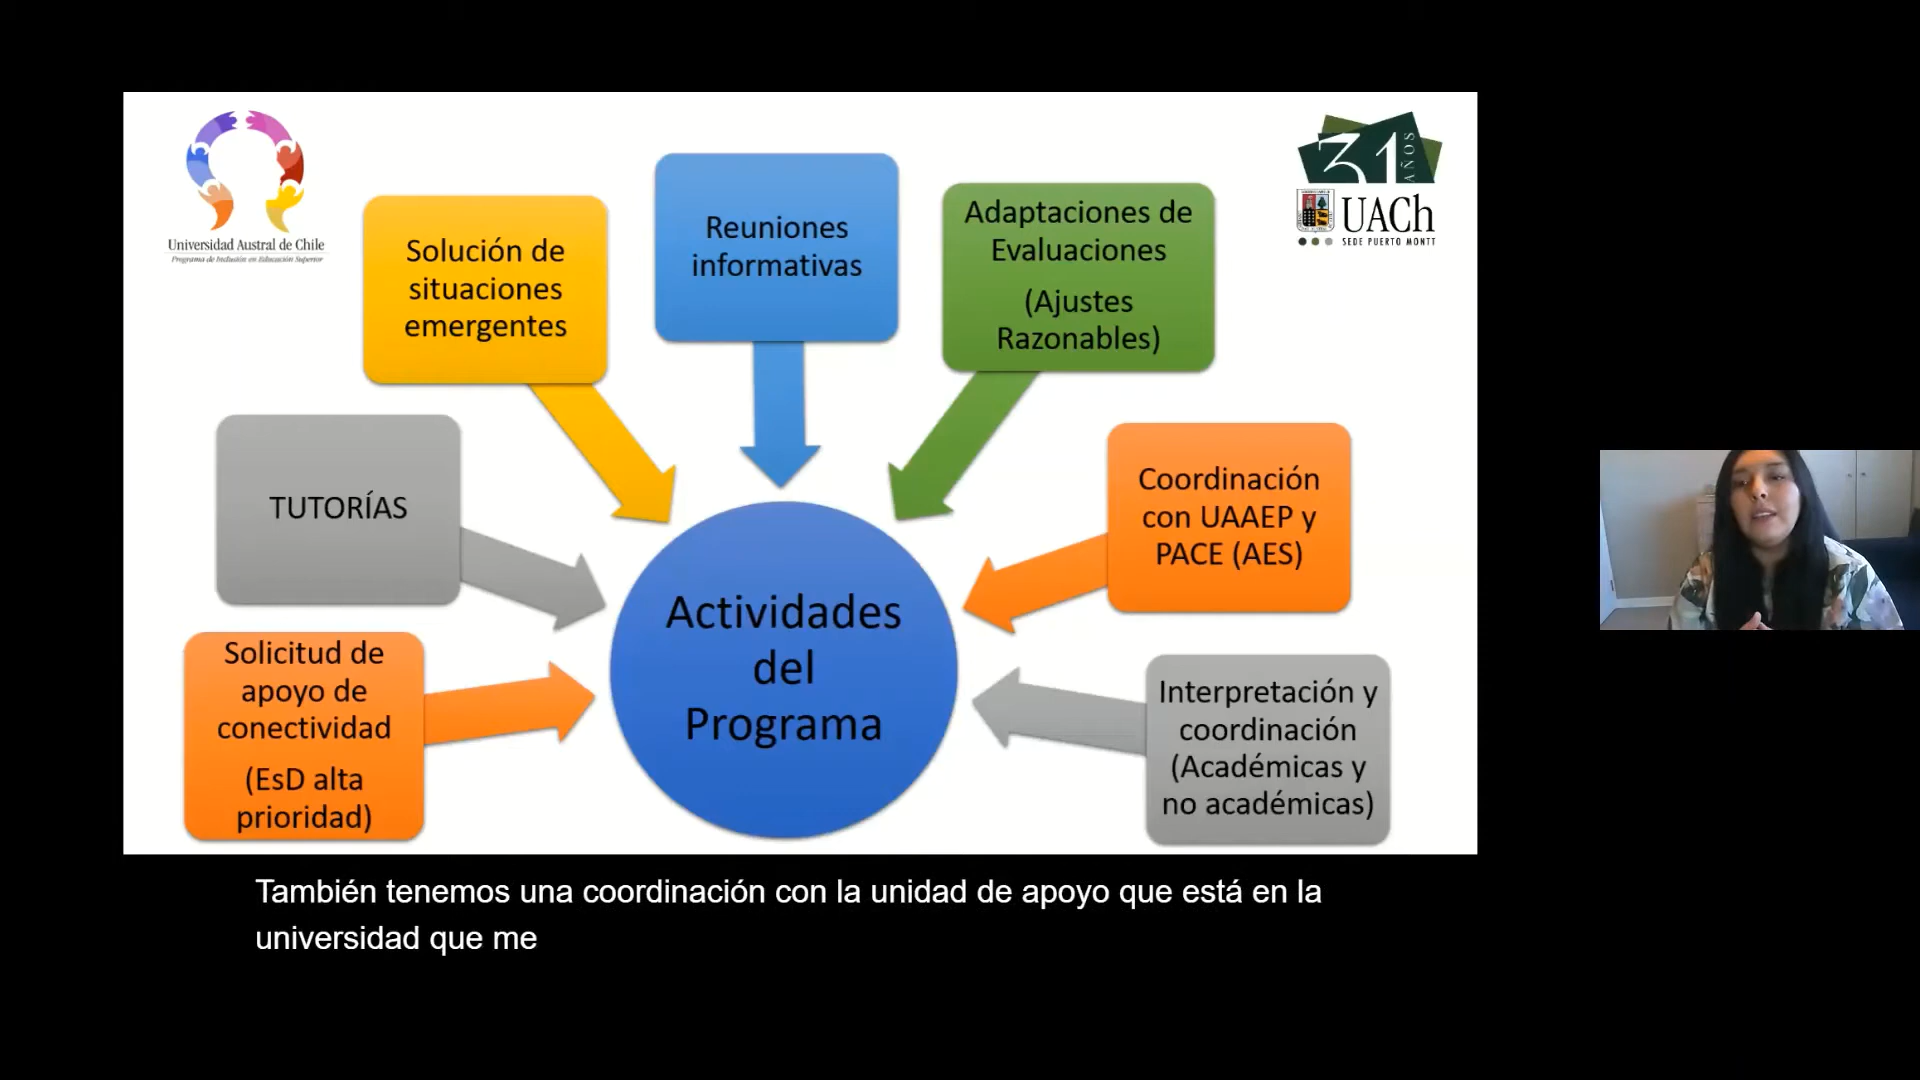 Universidad Austral de Chile
Programa de Inclusión en Educación Superior
31
AÑOS
UACh
SEDE PUERTO MONTT
Reuniones
informativas
Adaptaciones de
Evaluaciones
(Ajustes
Razonables)
Solución de
situaciones
emergentes
TUTORÍAS
Coordinación
con UAAEP y
PACE (AES)
Solicitud de
apoyo de
conectividad
(EsD alta
prioridad)
Actividades
del
Programa
Interpretación y
coordinación
(Académicas y
no académicas)
También tenemos una coordinación con la unidad de apoyo que está en la
universidad que me